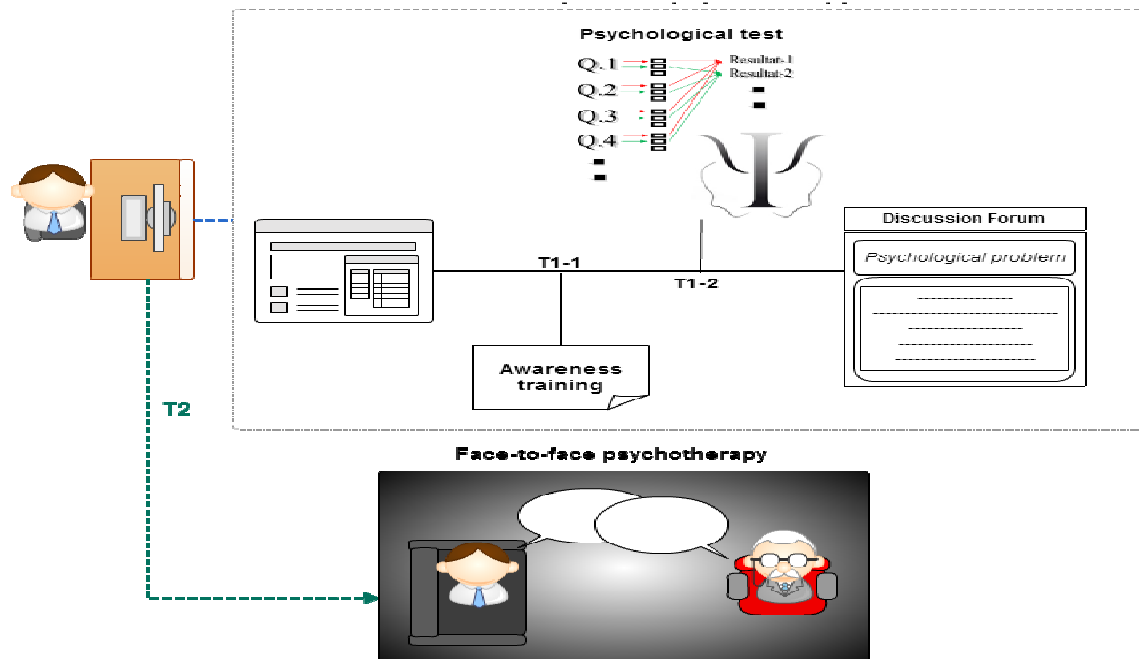 Psychological test
Q.1
Q.2
Q.3
Q.4
Resultat-1
Resultat-2
Discussion Forum
Psychological problem
T1-1
T1-2
Awareness
training
T2
Face-to-face psychotherapy